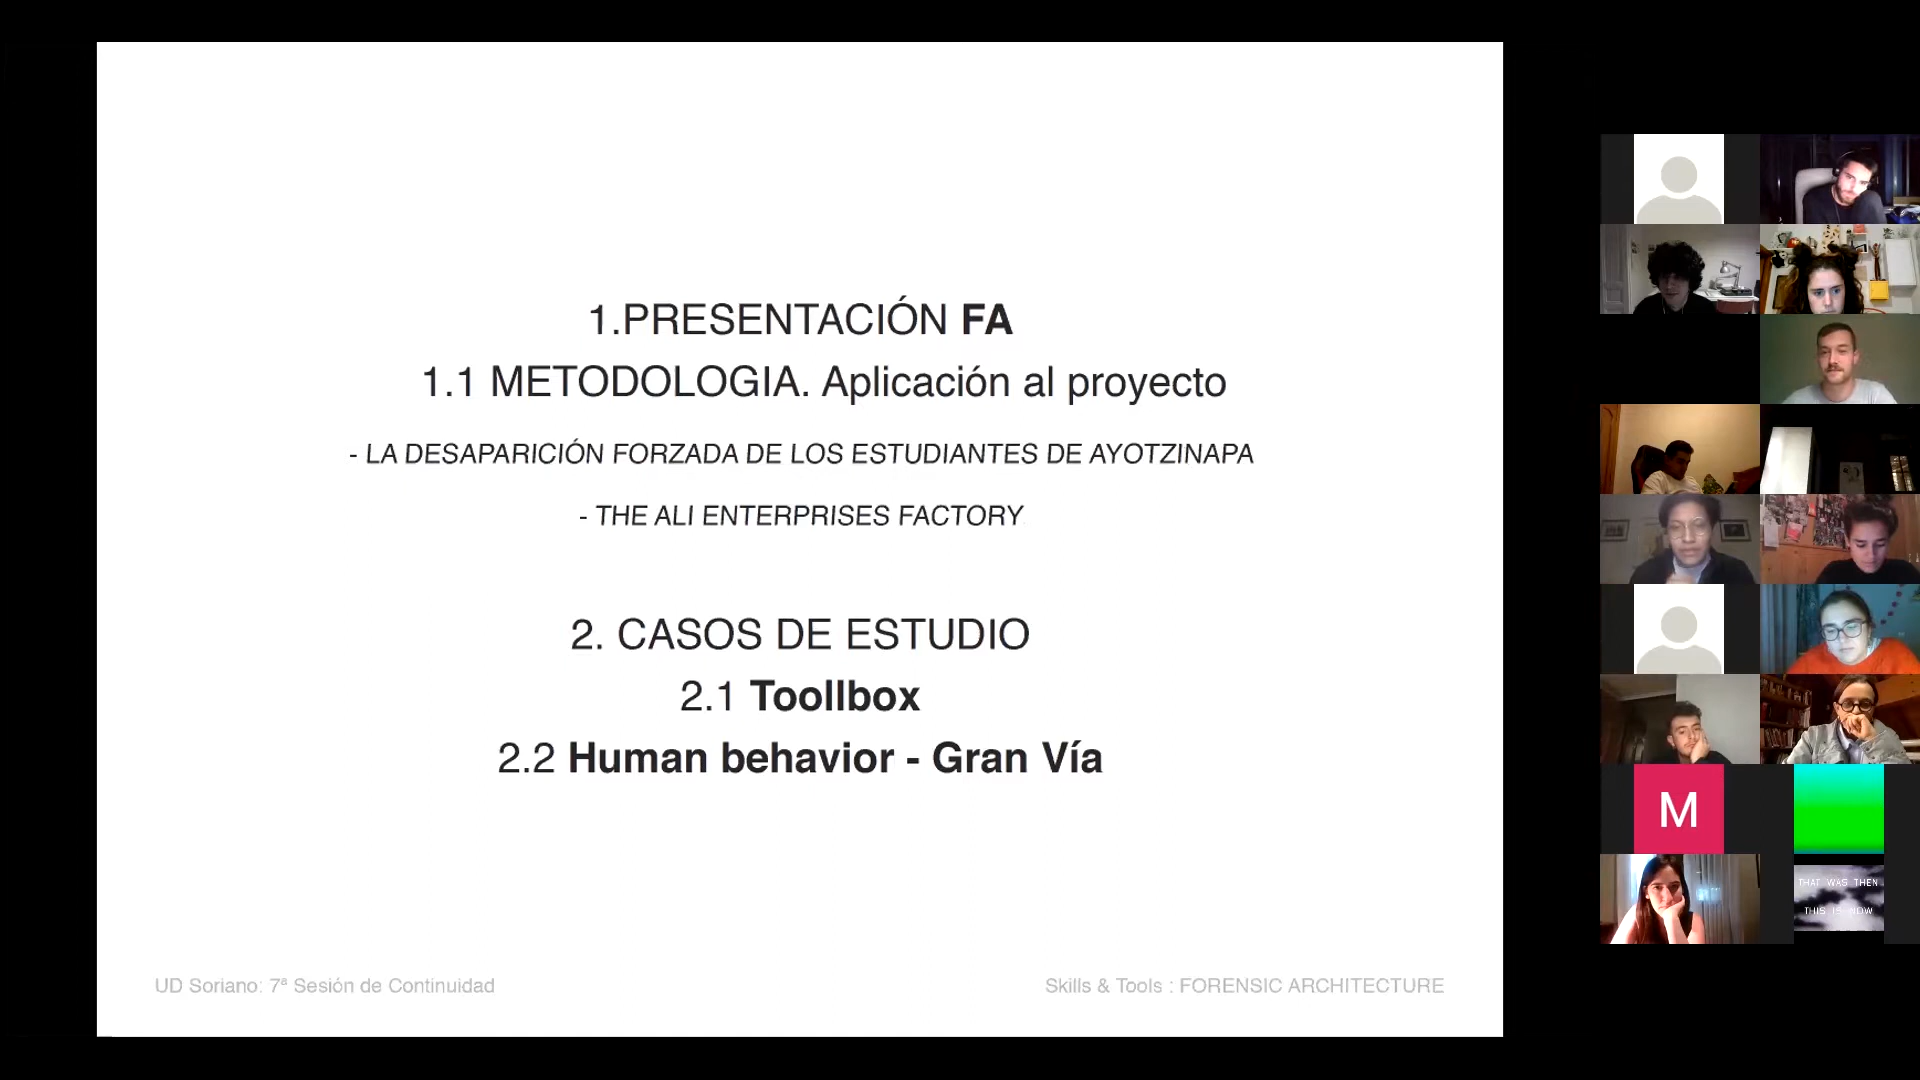 1.PRESENTACIÓN FA
1.1 METODOLOGIA. Aplicación al proyecto
- LA DESAPARICIÓN FORZADA DE LOS ESTUDIANTES DE AYOTZINAPA
- THE ALI ENTERPRISES FACTORY
2. CASOS DE ESTUDIO
2.1 Toollbox
2.2 Human behavior - Gran Vía
UD Soriano: 7ª Sesión de Continuidad
Skills & Tools : FORENSIC ARCHITECTURE
M
THAT WAS THEN
THIS IS NOW